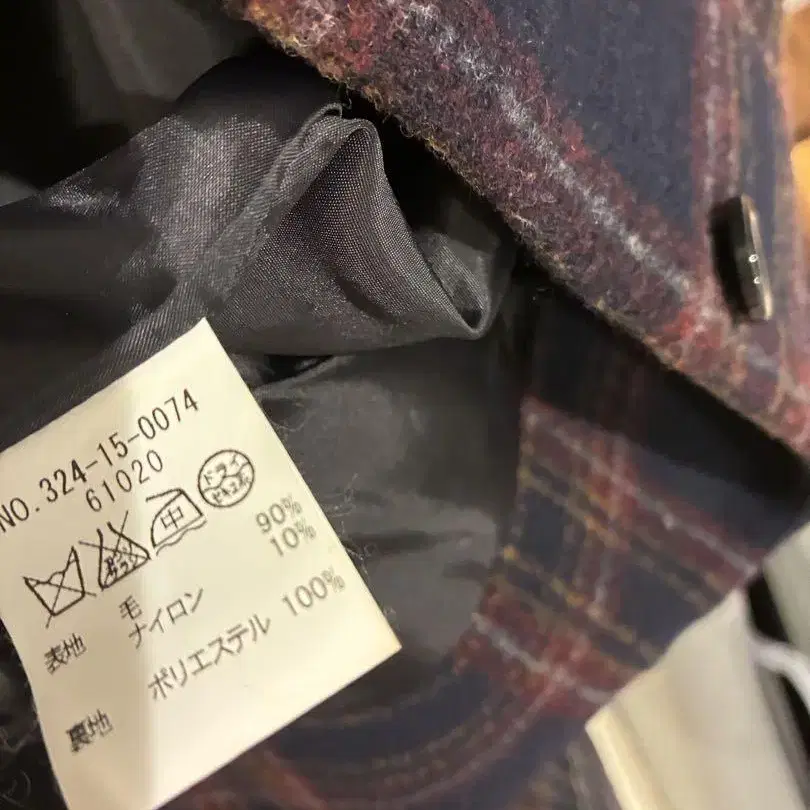 NO.324-15-0074
61020
中 ドライ セキユ系
表地 毛 90%
ナイロン 10%
裏地 ポリエステル 100%